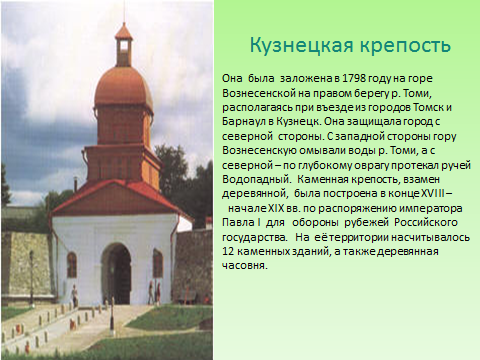 Кузнецкая крепость
Она была заложена в 1798 году на горе
Вознесенской на правом берегу р. Томи,
располагаясь при въезде из городов Томск и
Барнаул в Кузнецк. Она защищала город с
северной стороны. С западной стороны гору
Вознесенскую омывали воды р. Томи, а с
северной – по глубокому оврагу протекал ручей
Водопадный. Каменная крепость, взамен
деревянной, была построена в конце XVIII –
начале XIX вв. по распоряжению императора
Павла I для обороны рубежей Российского
государства. На её территории насчитывалось
12 каменных зданий, а также деревянная
часовня.